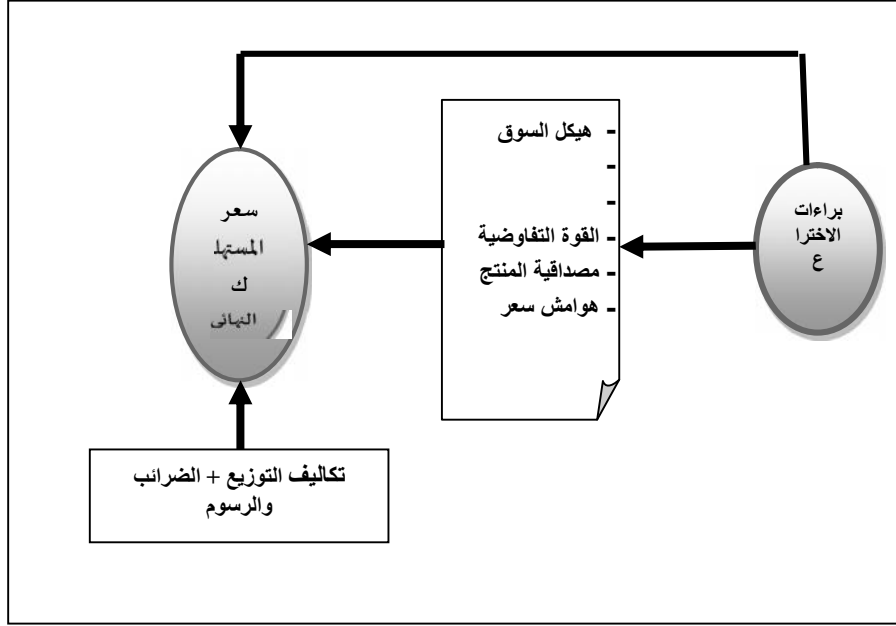 - هيكل السوق
-
-
- القوة التفاوضية
- مصداقية المنتج
- هوامش سعر
براءات
الاخترا
ع
سعر
المستهل
ك
النهائى
تكاليف التوزيع + الضرائب
والرسوم